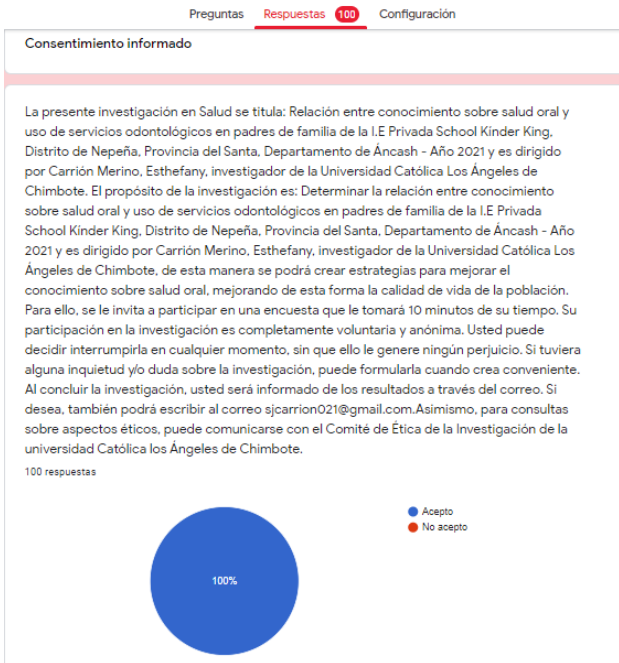 Preguntas Respuestas 100 Configuración
Consentimiento informado
La presente investigación en Salud se titula: Relación entre conocimiento sobre salud oral y
uso de servicios odontológicos en padres de familia de la I.E Privada School Kínder King,
Distrito de Nepeña, Provincia del Santa, Departamento de Áncash - Año 2021 y es dirigido
por Carrión Merino, Esthefany, investigador de la Universidad Católica Los Ángeles de
Chimbote. El propósito de la investigación es: Determinar la relación entre conocimiento
sobre salud oral y uso de servicios odontológicos en padres de familia de la I.E Privada
School Kínder King, Distrito de Nepeña, Provincia del Santa, Departamento de Áncash - Año
2021 y es dirigido por Carrión Merino, Esthefany, investigador de la Universidad Católica Los
Ángeles de Chimbote, de esta manera se podrá crear estrategias para mejorar el
conocimiento sobre salud oral, mejorando de esta forma la calidad de vida de la población.
Para ello, se le invita a participar en una encuesta que le tomará 10 minutos de su tiempo. Su
participación en la investigación es completamente voluntaria y anónima. Usted puede
decidir interrumpirla en cualquier momento, sin que ello le genere ningún perjuicio. Si tuviera
alguna inquietud y/o duda sobre la investigación, puede formularla cuando crea conveniente.
Al concluir la investigación, usted será informado de los resultados a través del correo. Si
desea, también podrá escribir al correo sjcarrion021@gmail.com.Asimismo, para consultas
sobre aspectos éticos, puede comunicarse con el Comité de Ética de la Investigación de la
universidad Católica los Ángeles de Chimbote.
100 respuestas
Acepto
No acepto
100%